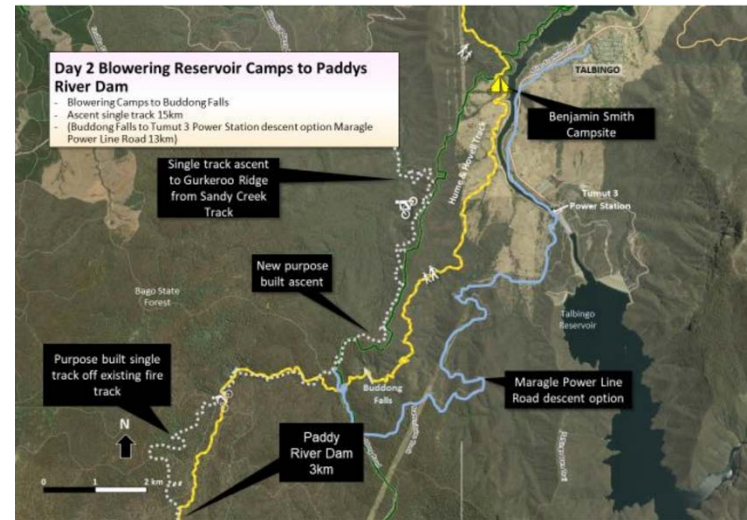 Day 2 Blowering Reservoir Camps to Paddys
River Dam
- Blowering Camps to Buddong Falls
- Ascent single track 15km
- (Buddong Falls to Tumut 3 Power Station descent option Maragle
Power Line Road 13km)
TALBINGO
Benjamin Smith
Campsite
Single track ascent
to Gurkeroo Ridge
from Sandy Creek
Track
Hume & Hovell Track
Tumut 3
Power Station
New purpose
built ascent
Bago State
Forest
Talbingo
Reservoir
Purpose built single
track off existing fire
track
Buddong
Falls
Maragle Power Line
Road descent option
N
Paddy
River Dam
3km
0 1 2 km